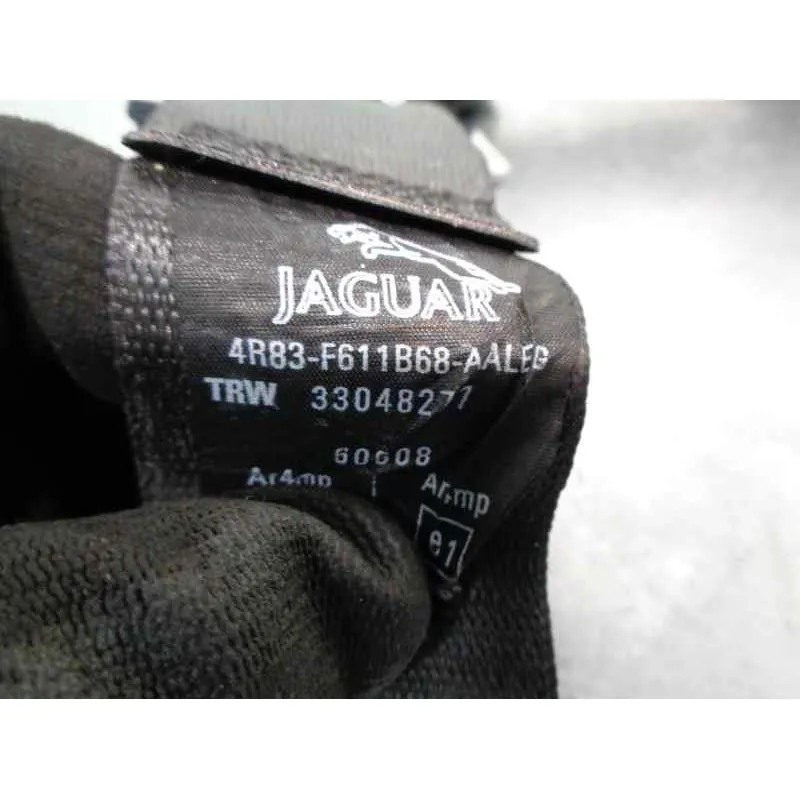 JAGUAR
4R83-F611B68-AALEG
TRW 33048277
60608
Ar4mp Ar4mp
e1